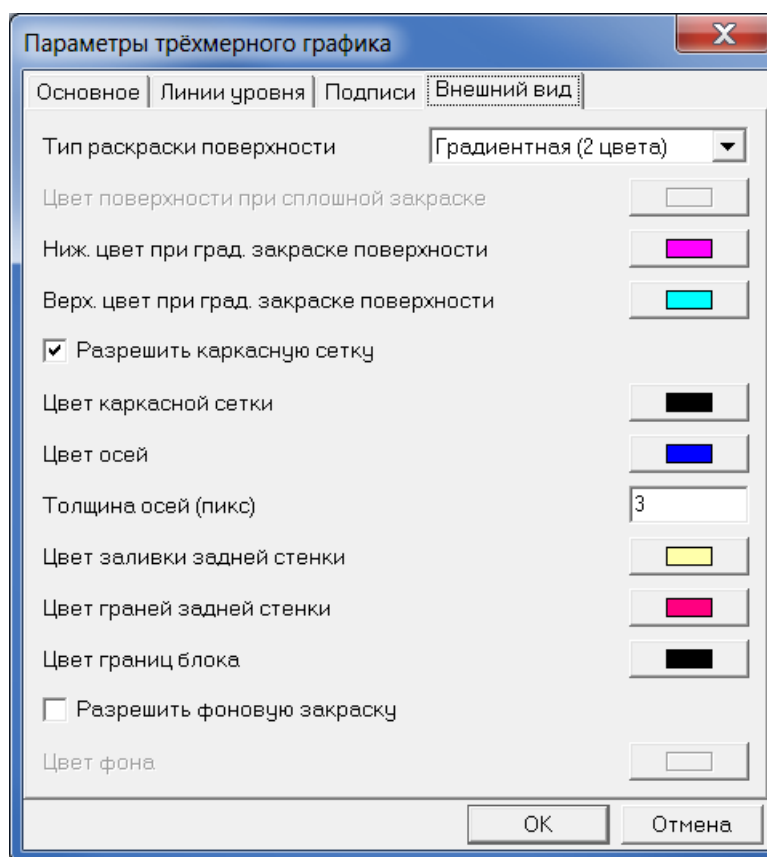 Параметры трёхмерного графика
Основное Линии уровня Подписи Внешний вид
Тип раскраски поверхности Градиентная (2 цвета)
Цвет поверхности при сплошной закраске
Ниж. цвет при град. закраске поверхности
Верх. цвет при град. закраске поверхности
Разрешить каркасную сетку
Цвет каркасной сетки
Цвет осей
Толщина осей (пикс) 3
Цвет заливки задней стенки
Цвет граней задней стенки
Цвет границ блока
Разрешить фоновую закраску
Цвет фона
OK Отмена